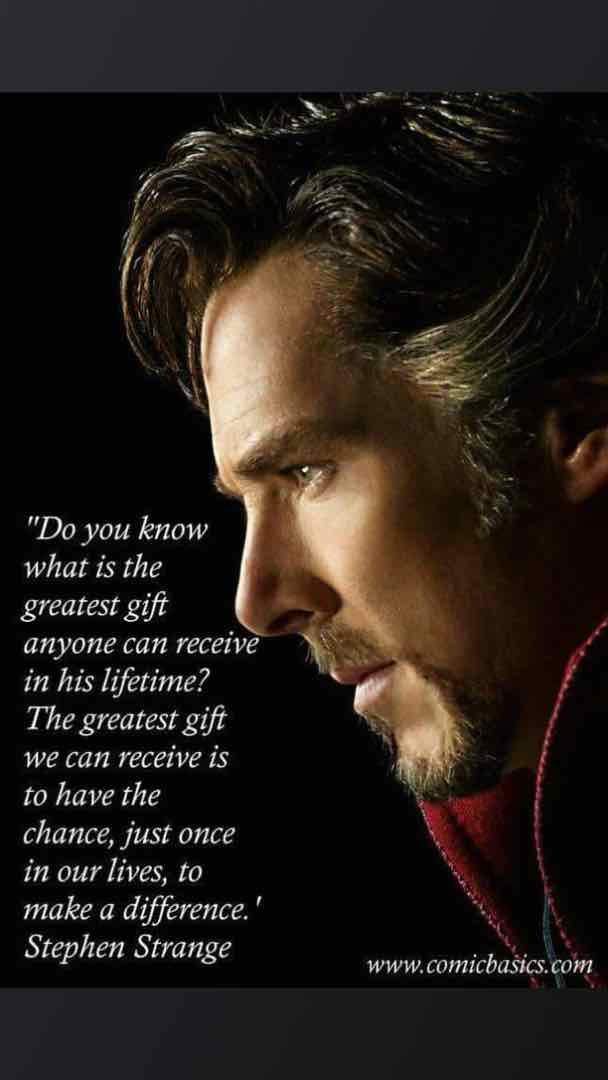 "Do you know
what is the
greatest gift
anyone can receive
in his lifetime?
The greatest gift
we can receive is
to have the
chance, just once
in our lives, to
make a difference.'
Stephen Strange
www.comicbasics.com